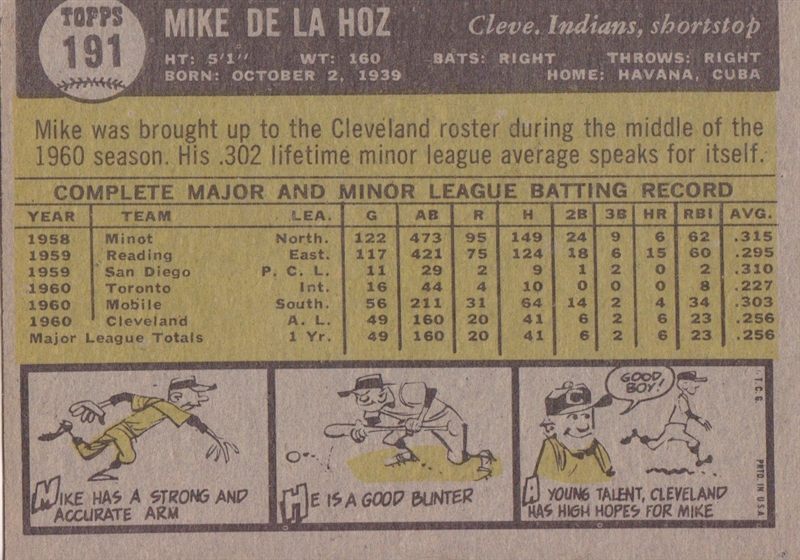 TOPPS
191
MIKE DE LA HOZ
Cleve. Indians, shortstop
HT: 5'1" WT: 160 BATS: RIGHT THROWS: RIGHT
BORN: OCTOBER 2, 1939 HOME: HAVANA, CUBA
Mike was brought up to the Cleveland roster during the middle of the
1960 season. His .302 lifetime minor league average speaks for itself.
COMPLETE MAJOR AND MINOR LEAGUE BATTING RECORD
YEAR TEAM LEA. G AB R H 2B 3B HR RBI AVG.
1958 Minot North. 122 473 95 149 24 9 6 62 .315
1959 Reading East. 117 421 75 124 18 6 15 60 .295
1959 San Diego P. C. L. 11 29 2 9 1 2 0 2 .310
1960 Toronto Int. 16 44 4 10 0 0 0 8 .227
1960 Mobile South. 56 211 31 64 14 2 4 34 .303
1960 Cleveland A. L. 49 160 20 41 6 2 6 23 .256
Major League Totals 1 Yr. 49 160 20 41 6 2 6 23 .256
MIKE HAS A STRONG AND
ACCURATE ARM
HE IS A GOOD BUNTER
C
GOOD
BOY!
A YOUNG TALENT, CLEVELAND
HAS HIGH HOPES FOR MIKE
T.C.G.
PRTD. IN U.S.A.